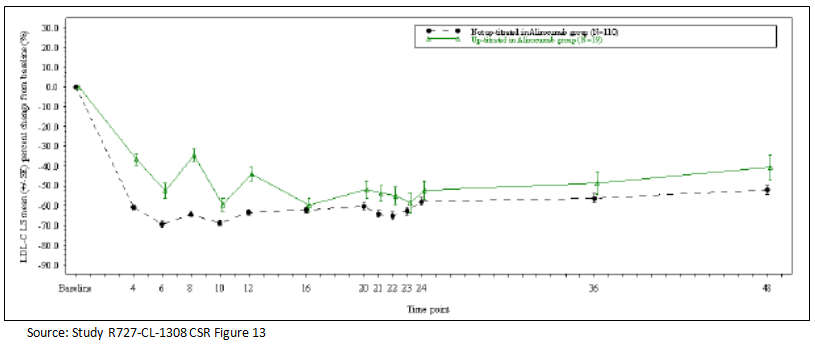 30.0
20.0
10.0
0.0
-10.0
-20.0
-30.0
-40.0
-50.0
-60.0
-70.0
-80.0
-90.0
LDL-C LS mean (+/- SE) percent change from baseline (%)
Not up-titrated in Alirocumab group (N=110)
Up-titrated in Alirocumab group (N=19)
Baseline 4 6 8 10 12 16 20 21 22 23 24 36 48
Time point
Source: Study R727-CL-1308 CSR Figure 13